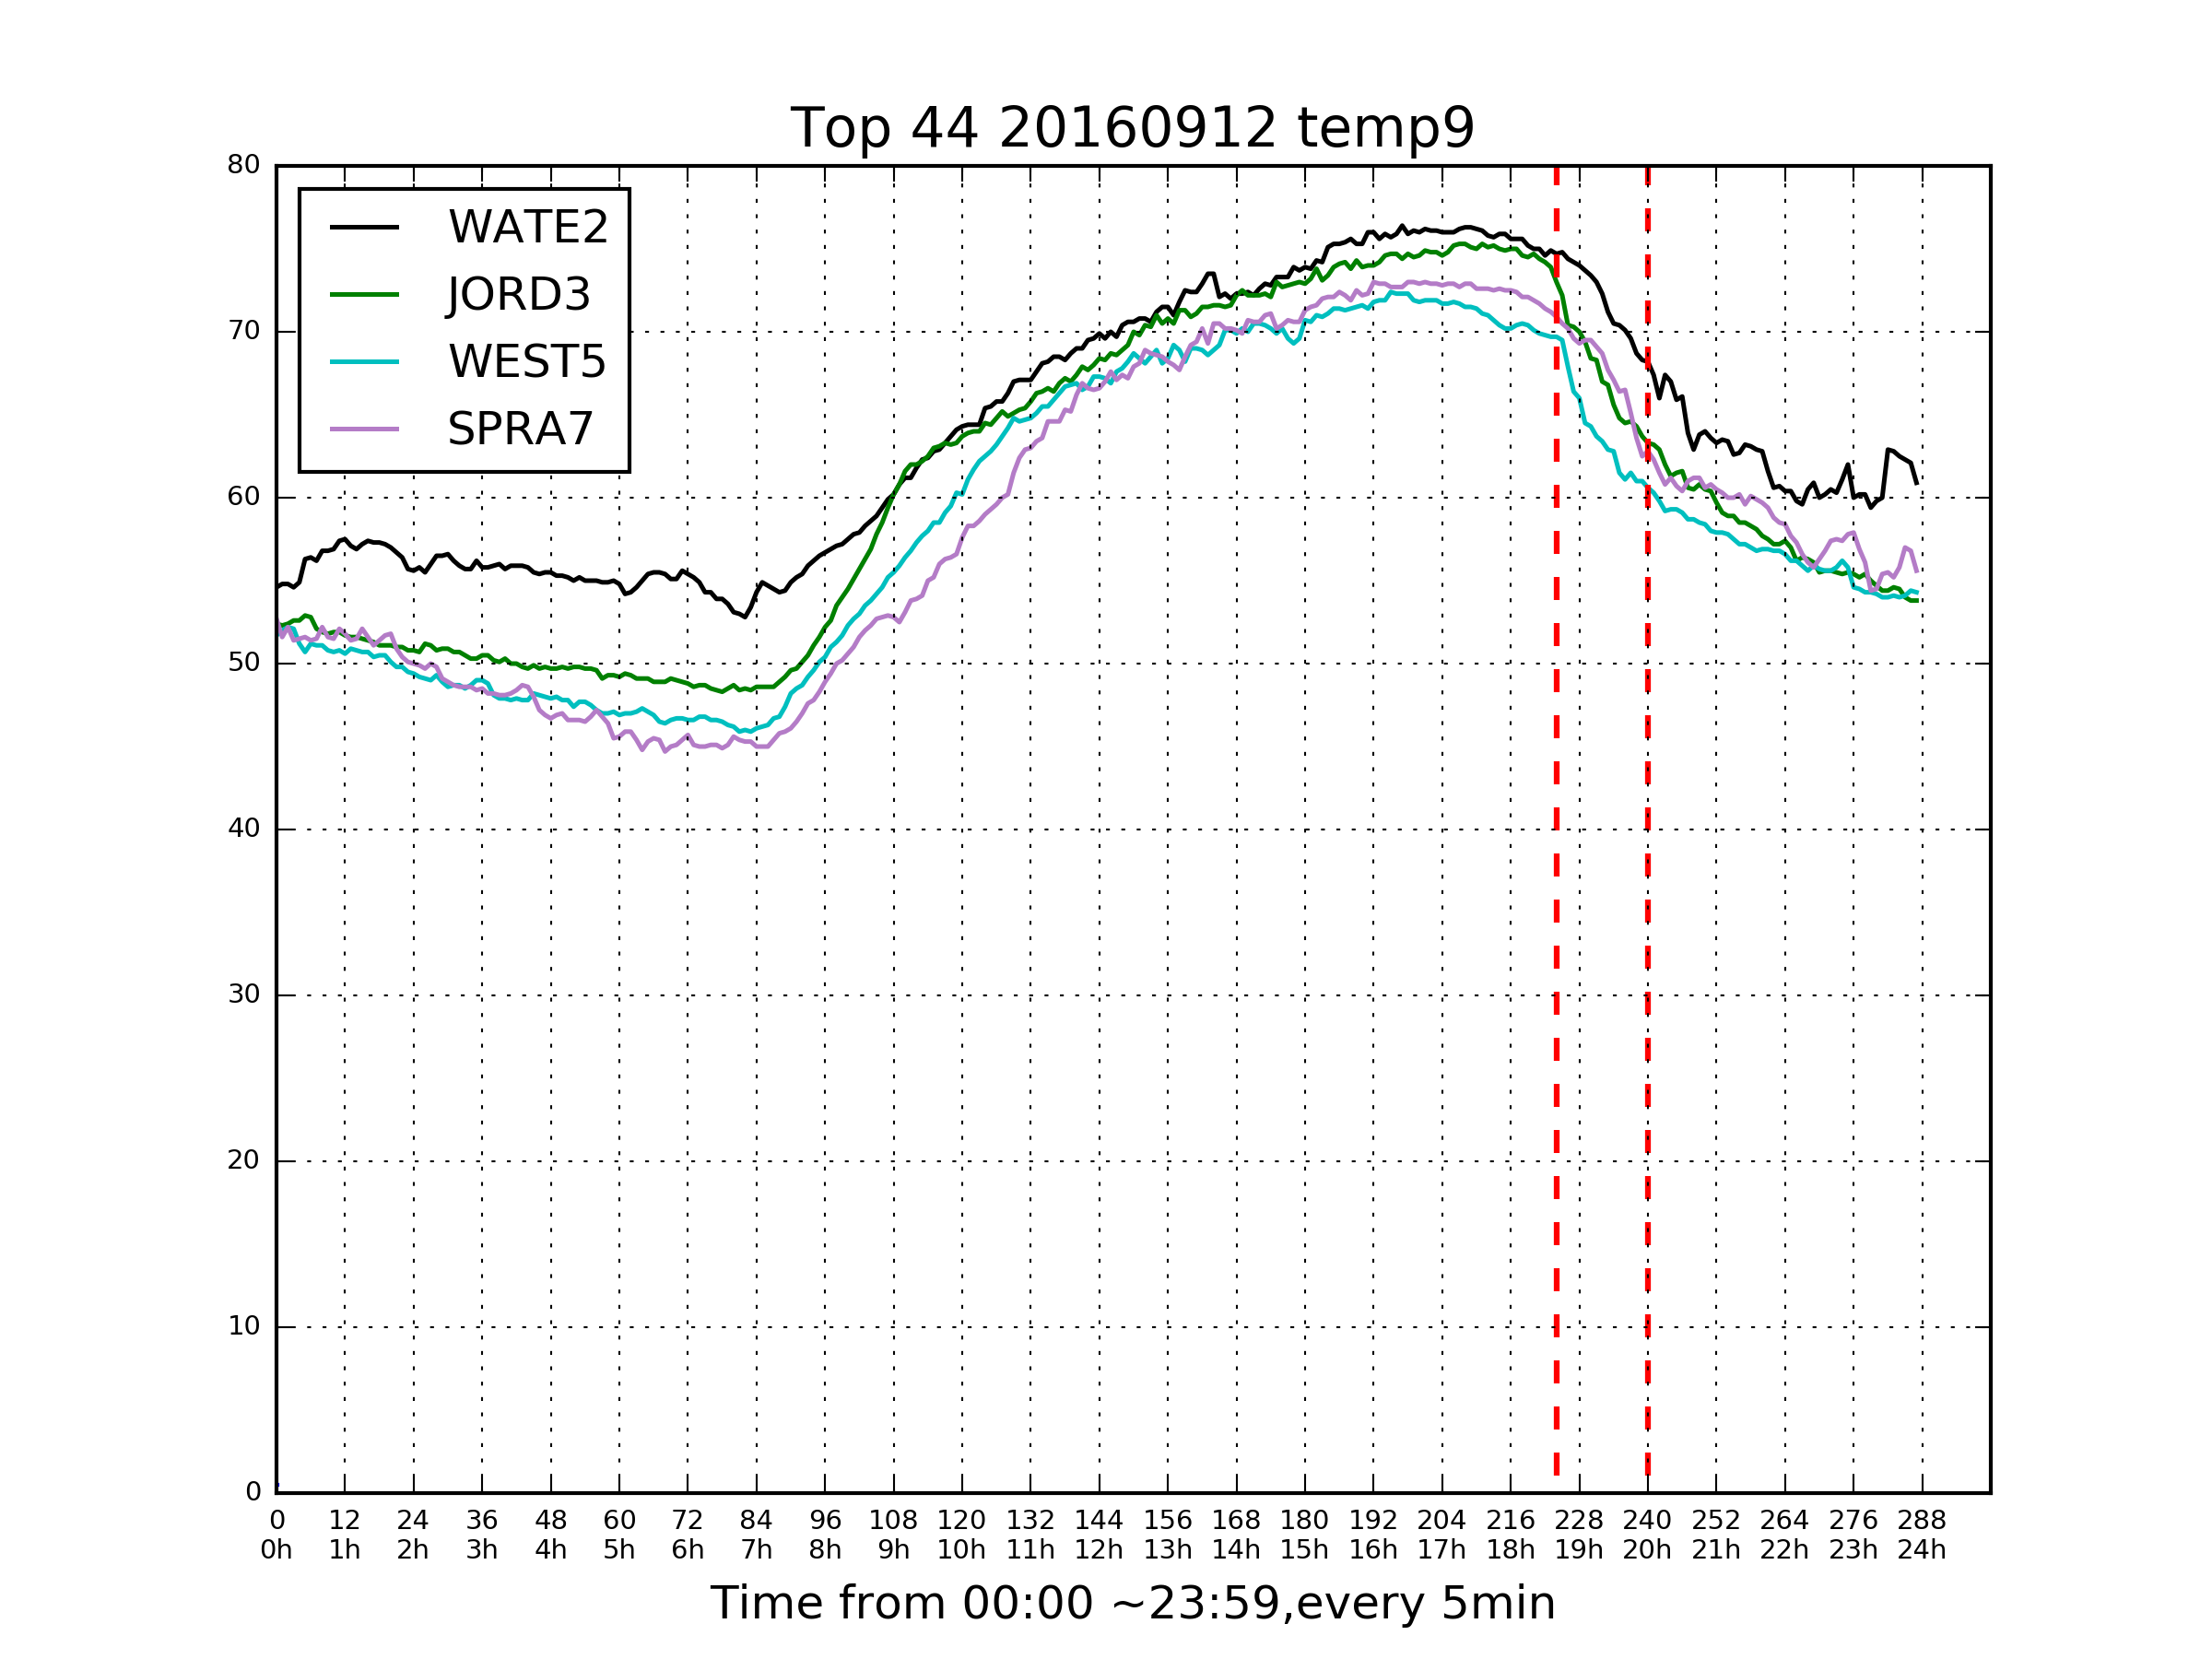 Top 44 20160912 temp9
80
70
60
50
40
30
20
10
0
WATE2
JORD3
WEST5
SPRA7
0 12 24 36 48 60 72 84 96 108 120 132 144 156 168 180 192 204 216 228 240 252 264 276 288
0h 1h 2h 3h 4h 5h 6h 7h 8h 9h 10h 11h 12h 13h 14h 15h 16h 17h 18h 19h 20h 21h 22h 23h 24h
Time from 00:00 ~23:59,every 5min